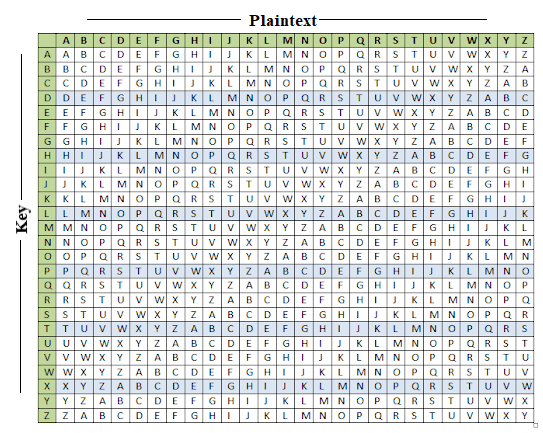 Plaintext
A B C D E F G H I J K L M N O P Q R S T U V W X Y Z
A A B C D E F G H I J K L M N O P Q R S T U V W X Y Z
B B C D E F G H I J K L M N O P Q R S T U V W X Y Z A
C C D E F G H I J K L M N O P Q R S T U V W X Y Z A B
D D E F G H I J K L M N O P Q R S T U V W X Y Z A B C
E E F G H I J K L M N O P Q R S T U V W X Y Z A B C D
F F G H I J K L M N O P Q R S T U V W X Y Z A B C D E
G G H I J K L M N O P Q R S T U V W X Y Z A B C D E F
H H I J K L M N O P Q R S T U V W X Y Z A B C D E F G
I I J K L M N O P Q R S T U V W X Y Z A B C D E F G H
J J K L M N O P Q R S T U V W X Y Z A B C D E F G H I
K K L M N O P Q R S T U V W X Y Z A B C D E F G H I J
L L M N O P Q R S T U V W X Y Z A B C D E F G H I J K
M M N O P Q R S T U V W X Y Z A B C D E F G H I J K L
N N O P Q R S T U V W X Y Z A B C D E F G H I J K L M
O O P Q R S T U V W X Y Z A B C D E F G H I J K L M N
P P Q R S T U V W X Y Z A B C D E F G H I J K L M N O
Q Q R S T U V W X Y Z A B C D E F G H I J K L M N O P
R R S T U V W X Y Z A B C D E F G H I J K L M N O P Q
S S T U V W X Y Z A B C D E F G H I J K L M N O P Q R
T T U V W X Y Z A B C D E F G H I J K L M N O P Q R S
U U V W X Y Z A B C D E F G H I J K L M N O P Q R S T
V V W X Y Z A B C D E F G H I J K L M N O P Q R S T U
W W X Y Z A B C D E F G H I J K L M N O P Q R S T U V
X X Y Z A B C D E F G H I J K L M N O P Q R S T U V W
Y Y Z A B C D E F G H I J K L M N O P Q R S T U V W X
Z Z A B C D E F G H I J K L M N O P Q R S T U V W X Y
Key